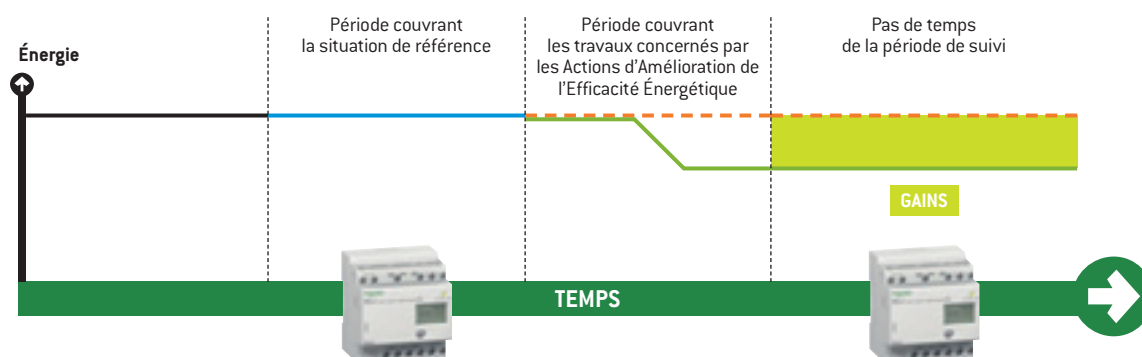 Période couvrant
la situation de référence
Période couvrant
les travaux concernés par
les Actions d'Amélioration de
l'Efficacité Énergétique
Pas de temps
de la période de suivi
Énergie
GAINS
TEMPS